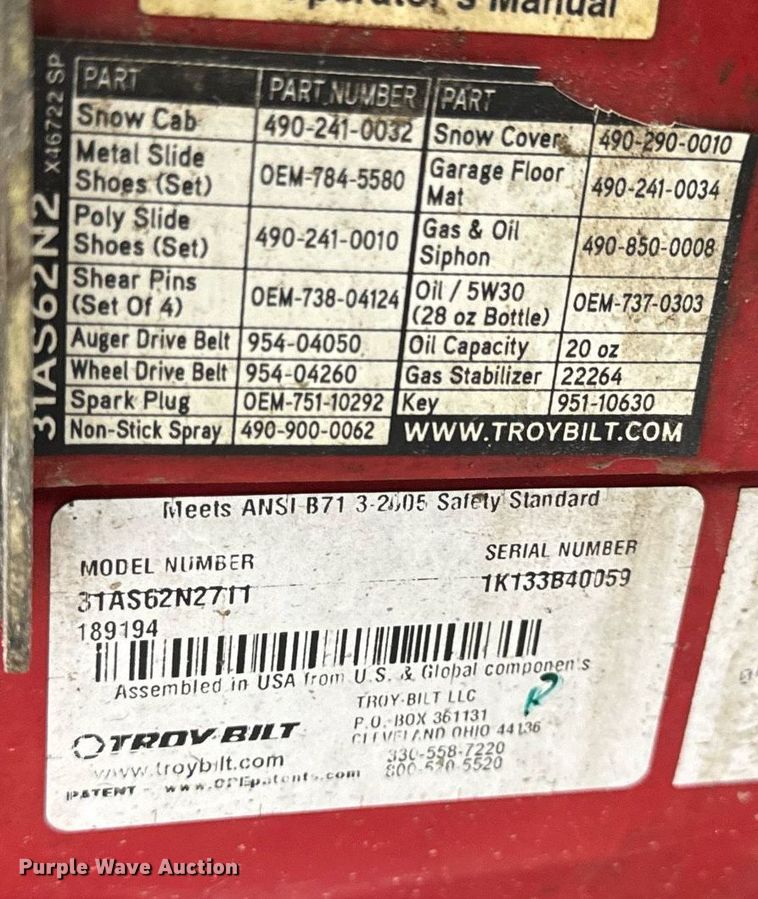 Operator's Manual
31AS62N2 X46722 SP
PART PART NUMBER PART
Snow Cab 490-241-0032 Snow Cover 490-290-0010
Metal Slide Shoes (Set) OEM-784-5580 Garage Floor Mat 490-241-0034
Poly Slide Shoes (Set) 490-241-0010 Gas & Oil Siphon 490-850-0008
Shear Pins (Set Of 4) OEM-738-04124 Oil / 5W30 (28 oz Bottle) OEM-737-0303
Auger Drive Belt 954-04050 Oil Capacity 20 oz
Wheel Drive Belt 954-04260 Gas Stabilizer 22264
Spark Plug OEM-751-10292 Key 951-10630
Non-Stick Spray 490-900-0062 WWW.TROYBILT.COM
Meets ANSI B71 3-2005 Safety Standard
MODEL NUMBER SERIAL NUMBER
31AS62N2711 1K133B40059
189194
Assembled in USA from U.S. & Global components
TROY-BILT LLC
P.O. BOX 361131
CLEVELAND OHIO 44136
330-558-7220
800-520-5520
TROY-BILT
www.troybilt.com
PATENT - www.OPEpatents.com
Purple Wave Auction